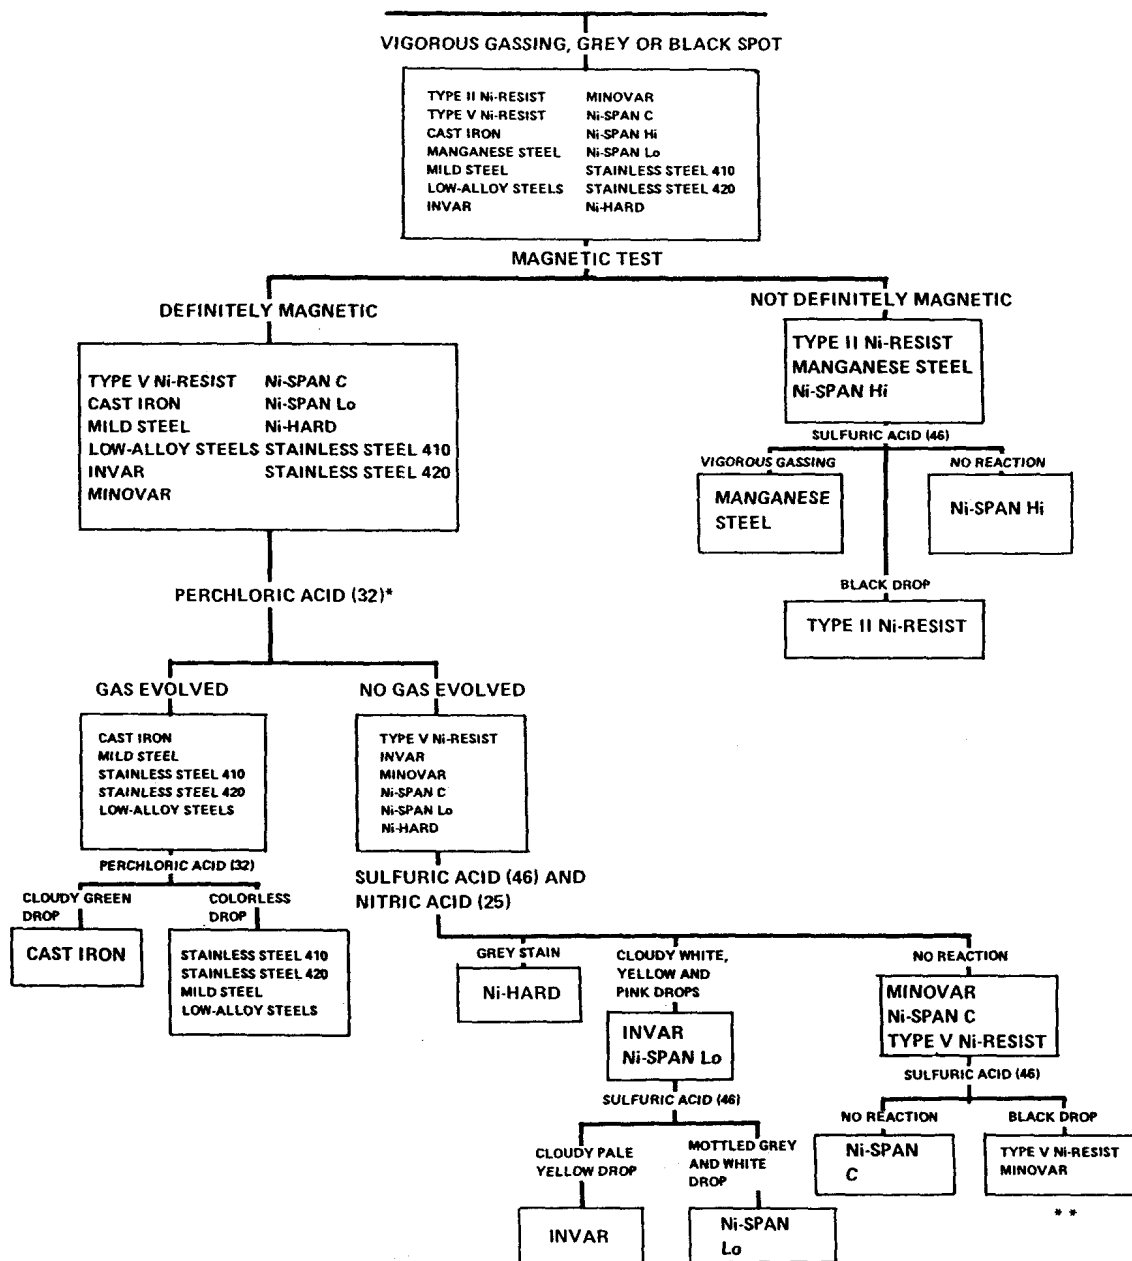 VIGOROUS GASSING, GREY OR BLACK SPOT
TYPE II Ni-RESIST
TYPE V Ni-RESIST
CAST IRON
MANGANESE STEEL
MILD STEEL
LOW-ALLOY STEELS
INVAR
MINOVAR
Ni-SPAN C
Ni-SPAN Hi
Ni-SPAN Lo
STAINLESS STEEL 410
STAINLESS STEEL 420
Ni-HARD
MAGNETIC TEST
DEFINITELY MAGNETIC
TYPE V Ni-RESIST
CAST IRON
MILD STEEL
LOW-ALLOY STEELS
INVAR
MINOVAR
Ni-SPAN C
Ni-SPAN Lo
Ni-HARD
STAINLESS STEEL 410
STAINLESS STEEL 420
NOT DEFINITELY MAGNETIC
TYPE II Ni-RESIST
MANGANESE STEEL
Ni-SPAN Hi
SULFURIC ACID (46)
VIGOROUS GASSING
MANGANESE
STEEL
NO REACTION
Ni-SPAN Hi
BLACK DROP
TYPE II Ni-RESIST
PERCHLORIC ACID (32)*
GAS EVOLVED
CAST IRON
MILD STEEL
STAINLESS STEEL 410
STAINLESS STEEL 420
LOW-ALLOY STEELS
PERCHLORIC ACID (32)
CLOUDY GREEN
DROP
CAST IRON
COLORLESS
DROP
STAINLESS STEEL 410
STAINLESS STEEL 420
MILD STEEL
LOW-ALLOY STEELS
NO GAS EVOLVED
TYPE V Ni-RESIST
INVAR
MINOVAR
Ni-SPAN C
Ni-SPAN Lo
Ni-HARD
SULFURIC ACID (46) AND
NITRIC ACID (25)
GREY STAIN
Ni-HARD
CLOUDY WHITE,
YELLOW AND
PINK DROPS
INVAR
Ni-SPAN Lo
SULFURIC ACID (46)
CLOUDY PALE
YELLOW DROP
INVAR
MOTTLED GREY
AND WHITE
DROP
Ni-SPAN
Lo
NO REACTION
MINOVAR
Ni-SPAN C
TYPE V Ni-RESIST
SULFURIC ACID (46)
NO REACTION
Ni-SPAN
C
BLACK DROP
TYPE V Ni-RESIST
MINOVAR
* *